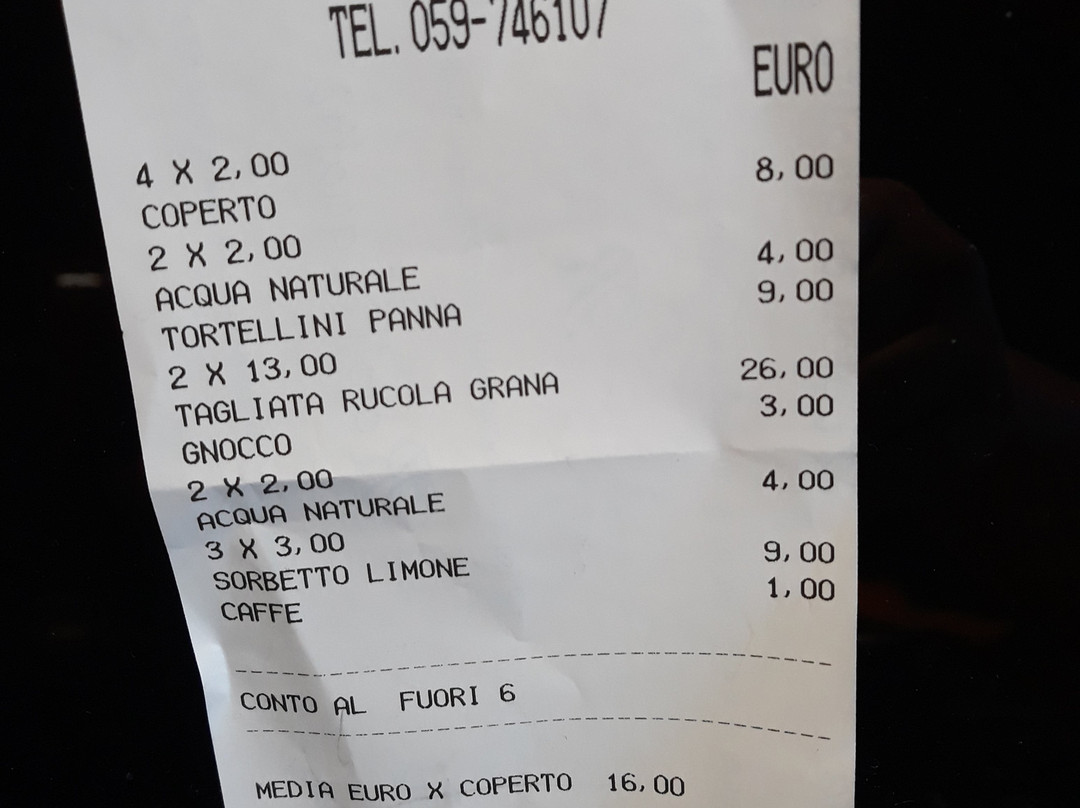 TEL. 059-746107
EURO
4 X 2,00 8,00
COPERTO
2 X 2,00 4,00
ACQUA NATURALE
TORTELLINI PANNA 9,00
2 X 13,00 26,00
TAGLIATA RUCOLA GRANA
GNOCCO 3,00
2 X 2,00 4,00
ACQUA NATURALE
3 X 3,00 9,00
SORBETTO LIMONE
CAFFE 1,00
CONTO AL FUORI 6
MEDIA EURO X COPERTO 16,00